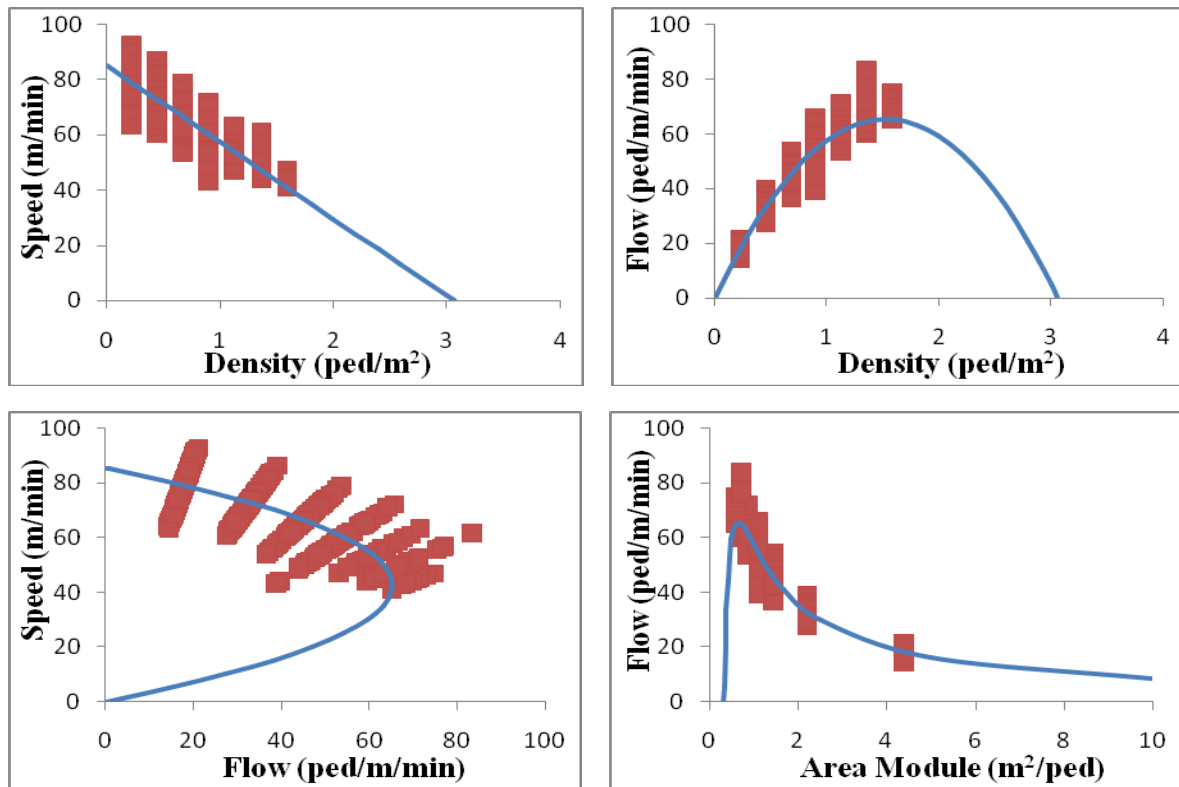 100
80
60
40
20
0
Speed (m/min)
0 1 2 3 4
Density (ped/m²)
100
80
60
40
20
0
Flow (ped/m/min)
0 1 2 3 4
Density (ped/m²)
100
80
60
40
20
0
Speed (m/min)
0 20 40 60 80 100
Flow (ped/m/min)
100
80
60
40
20
0
Flow (ped/m/min)
0 2 4 6 8 10
Area Module (m²/ped)